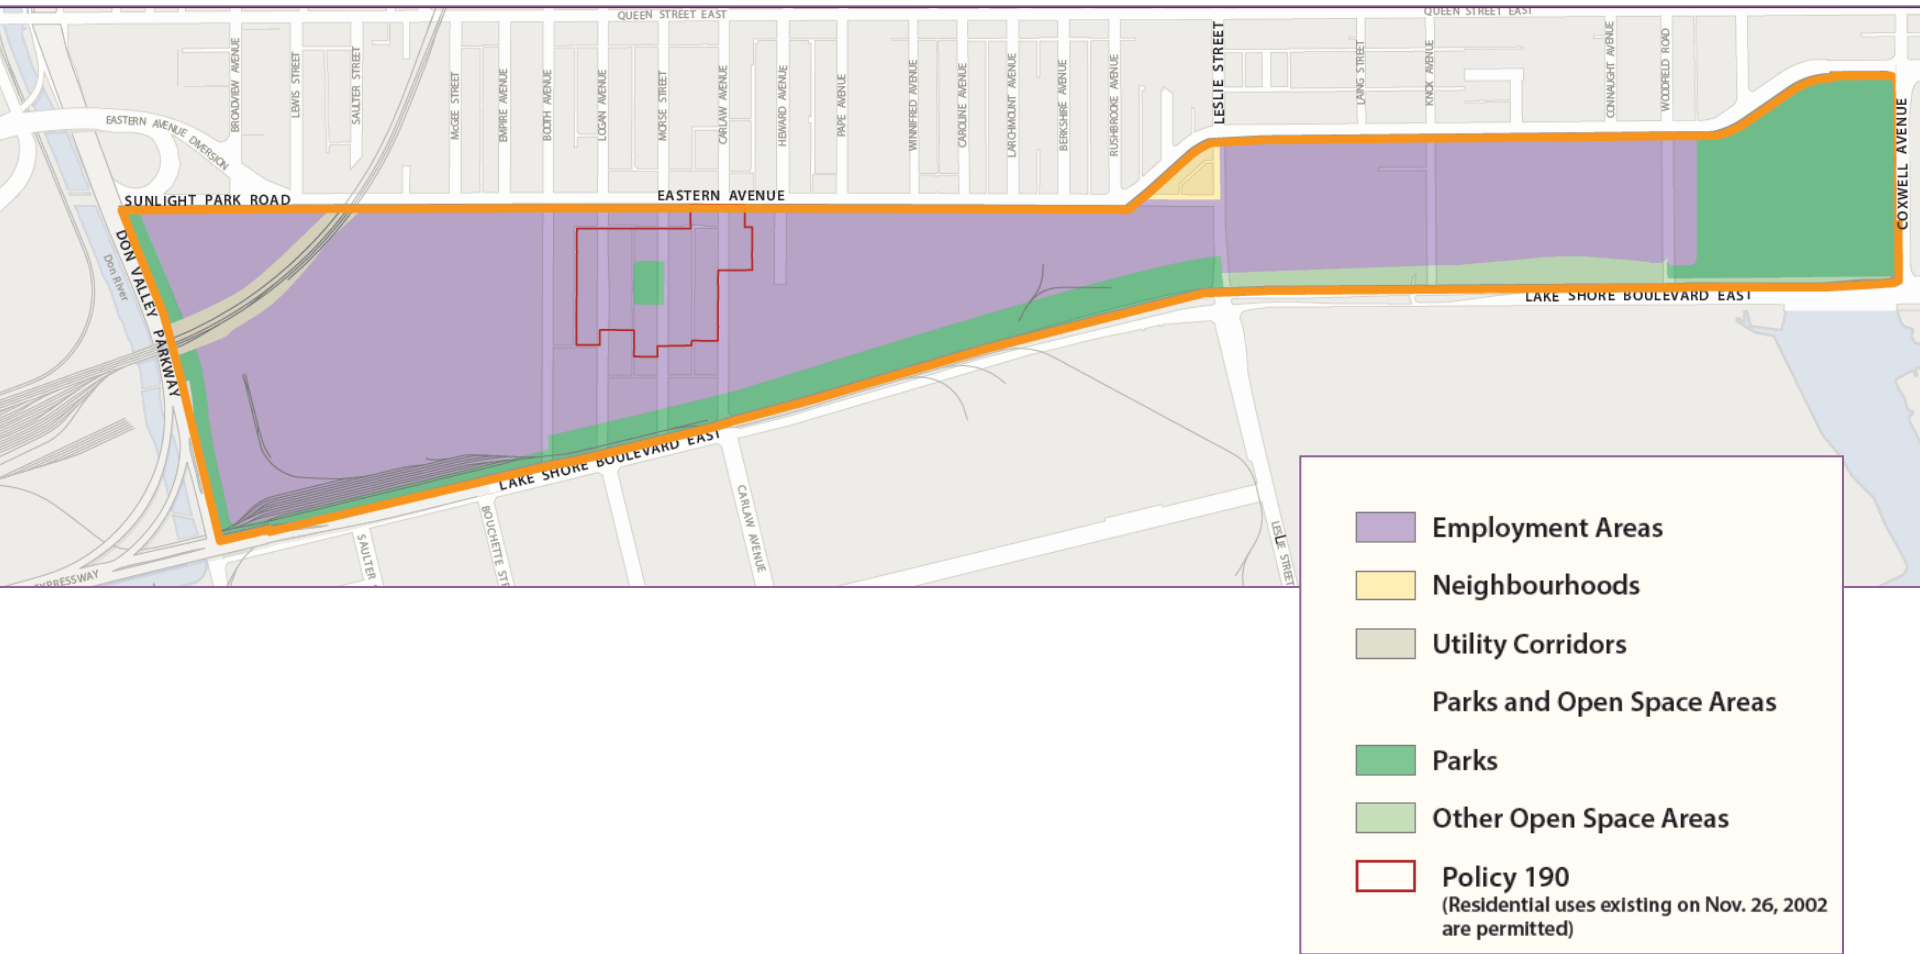 QUEEN STREET EAST
QUEEN STREET EAST
BROADVIEW AVENUE
LEWIS STREET
SAULTER STREET
McGEE STREET
EMPIRE AVENUE
BOOTH AVENUE
LOGAN AVENUE
MORSE STREET
CARLAW AVENUE
HEWARD AVENUE
PAPE AVENUE
WINNIFRED AVENUE
CAROLINE AVENUE
LARCHMOUNT AVENUE
BERKSHIRE AVENUE
RUSHBROOKE AVENUE
LESLIE STREET
LAING STREET
KNOX AVENUE
CONNAUGHT AVENUE
WOODFIELD ROAD
COXWELL AVENUE
EASTERN AVENUE DIVERSION
SUNLIGHT PARK ROAD
EASTERN AVENUE
DON VALLEY PARKWAY
Don River
LAKE SHORE BOULEVARD EAST
LAKE SHORE BOULEVARD EAST
EXPRESSWAY
SAULTER
BOUCHETTE STR
CARLAW AVENUE
LESLIE STREET
Employment Areas
Neighbourhoods
Utility Corridors
Parks and Open Space Areas
Parks
Other Open Space Areas
Policy 190
(Residential uses existing on Nov. 26, 2002
are permitted)